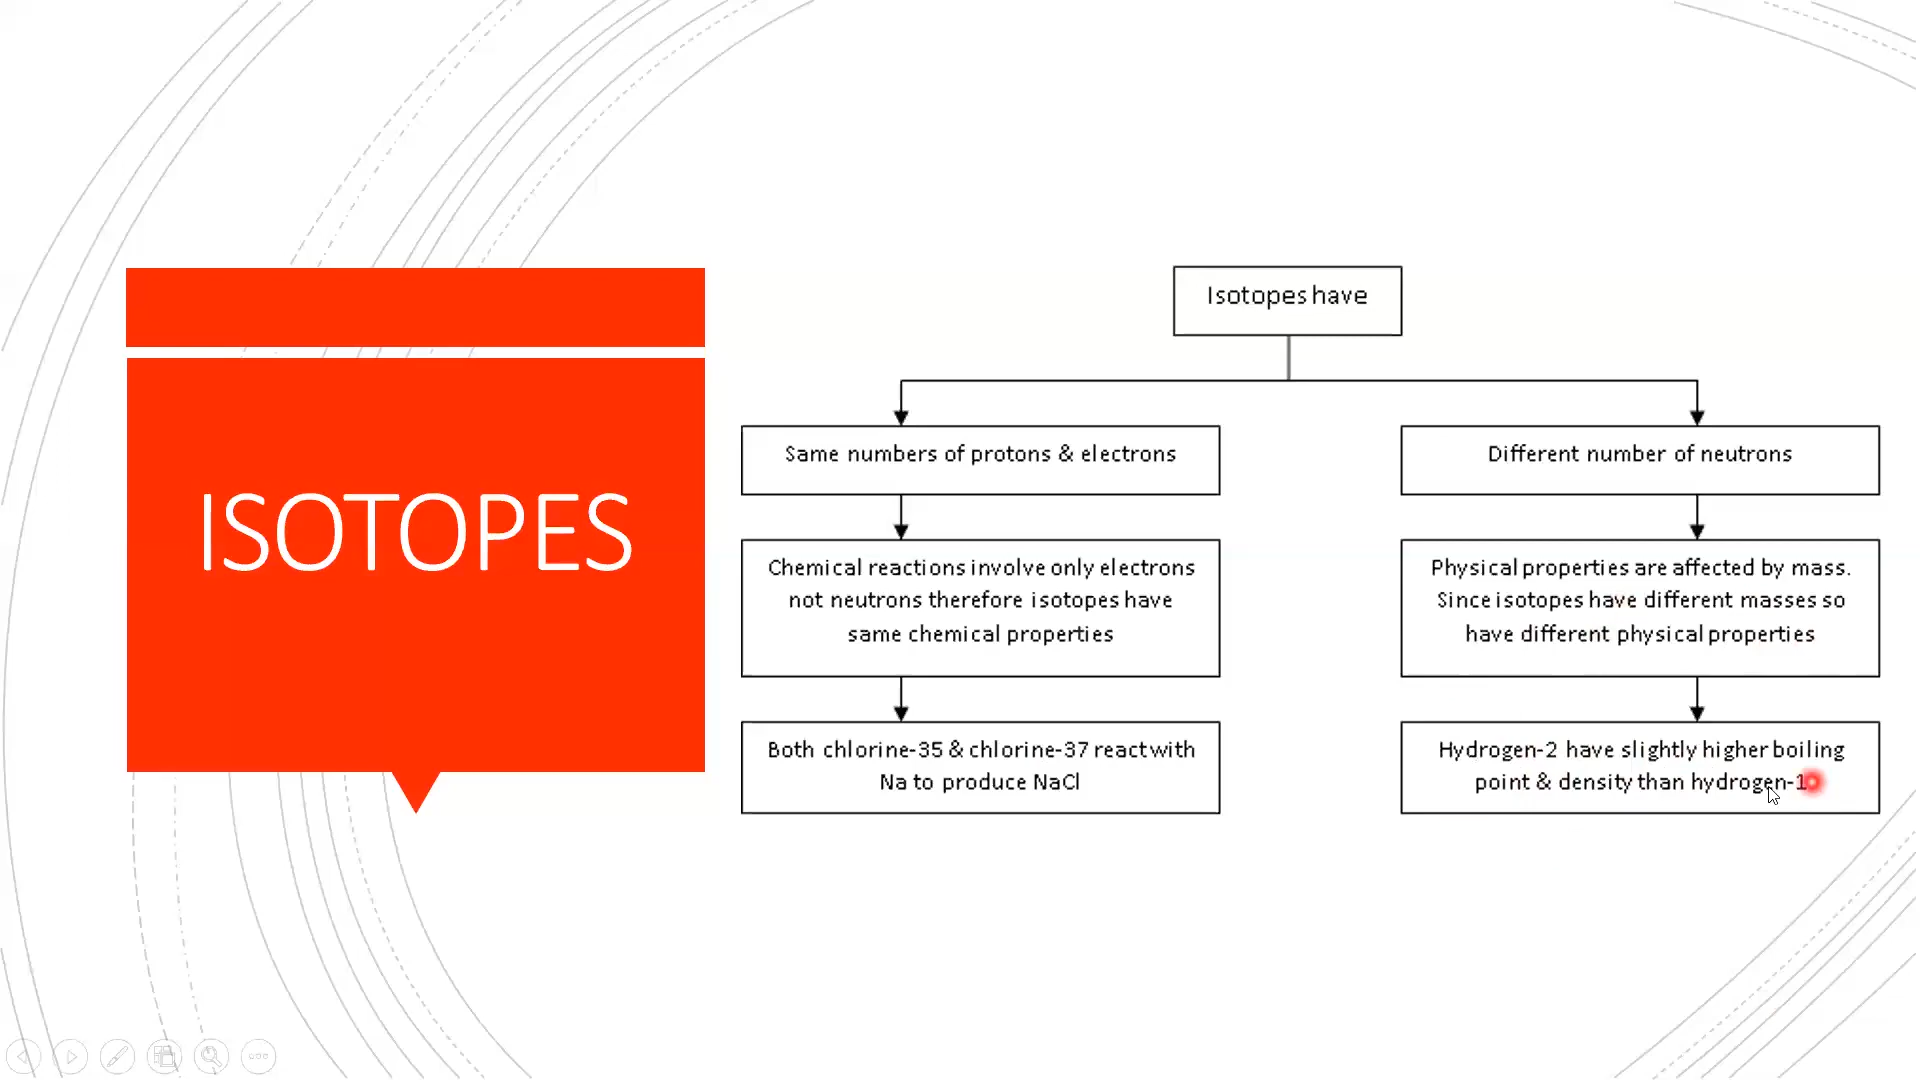 ISOTOPES
Isotopes have
Same numbers of protons & electrons
Chemical reactions involve only electrons
not neutrons therefore isotopes have
same chemical properties
Both chlorine-35 & chlorine-37 react with
Na to produce NaCl
Different number of neutrons
Physical properties are affected by mass.
Since isotopes have different masses so
have different physical properties
Hydrogen-2 have slightly higher boiling
point & density than hydrogen-1